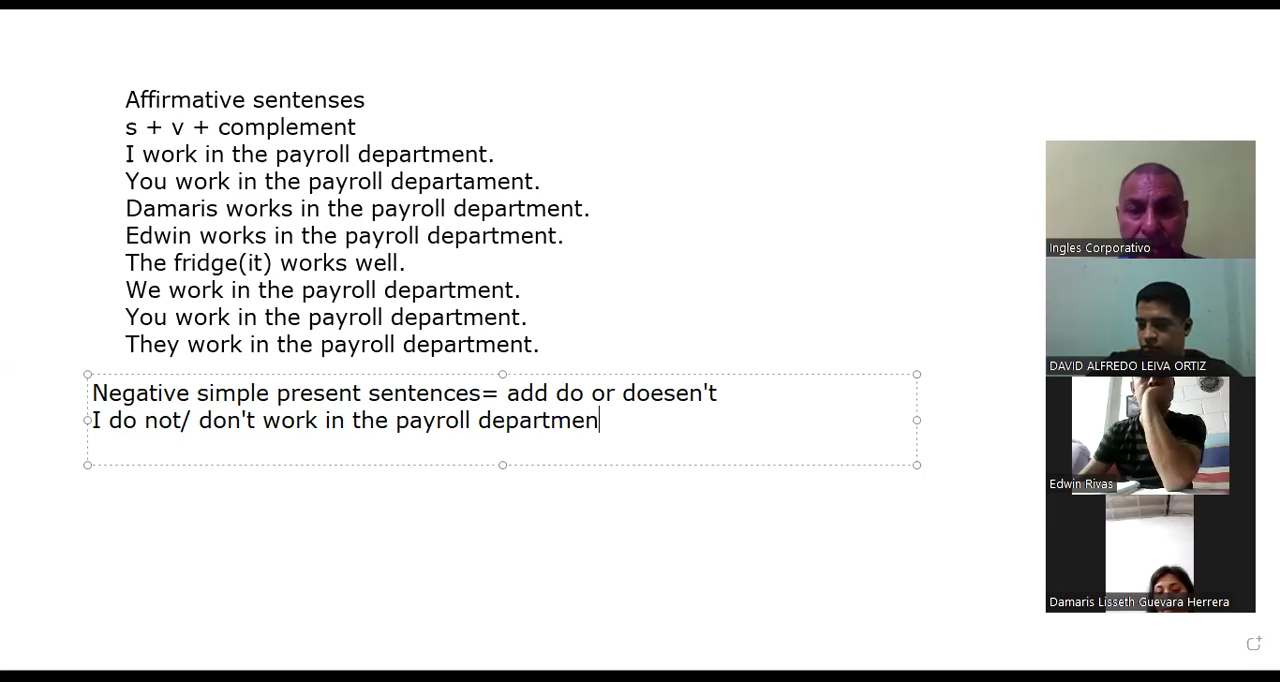 Affirmative sentenses
s + v + complement
I work in the payroll department.
You work in the payroll departament.
Damaris works in the payroll department.
Edwin works in the payroll department.
The fridge(it) works well.
We work in the payroll department.
You work in the payroll department.
They work in the payroll department.
Negative simple present sentences= add do or doesen't
I do not/ don't work in the payroll departmen
Ingles Corporativo
DAVID ALFREDO LEIVA ORTIZ
Edwin Rivas
Damaris Lisseth Guevara Herrera